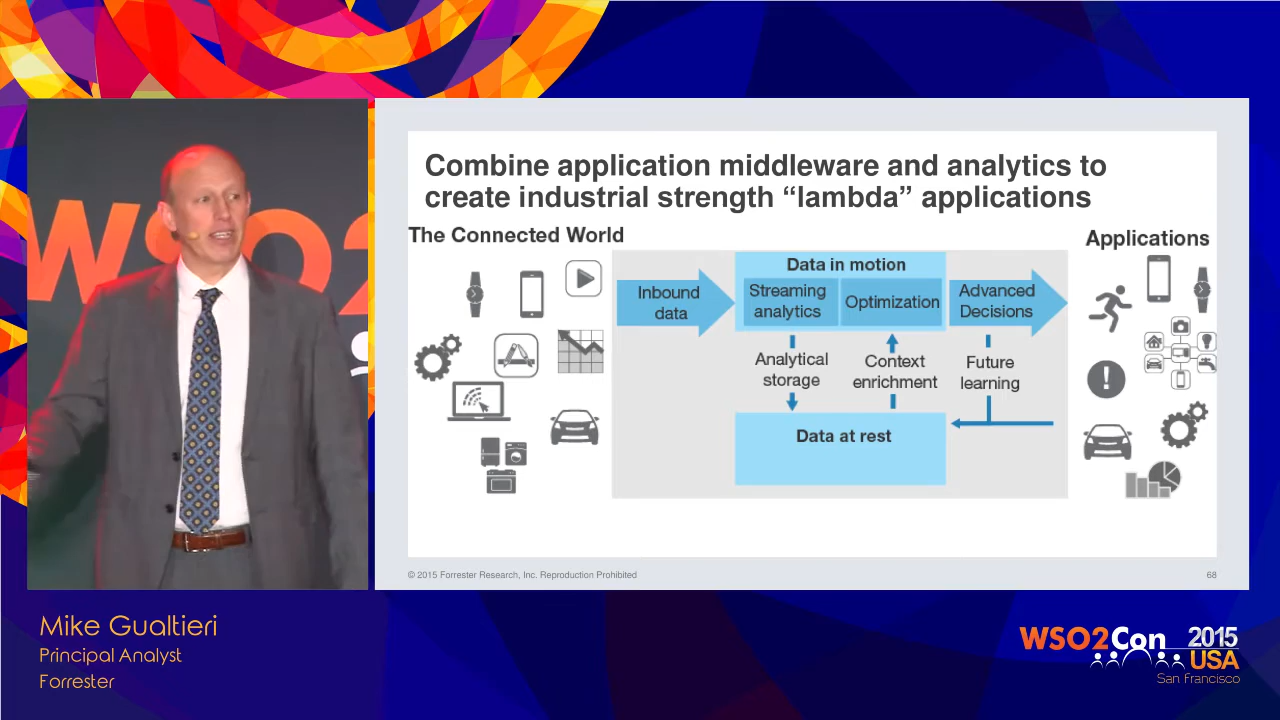 WSO2
Combine application middleware and analytics to
create industrial strength “lambda” applications
The Connected World
Applications
Inbound
data
Data in motion
Streaming
analytics
Optimization
Advanced
Decisions
Analytical
storage
Context
enrichment
Future
learning
Data at rest
© 2015 Forrester Research, Inc. Reproduction Prohibited
68
Mike Gualtieri
Principal Analyst
Forrester
WSO2Con 2015
USA
San Francisco